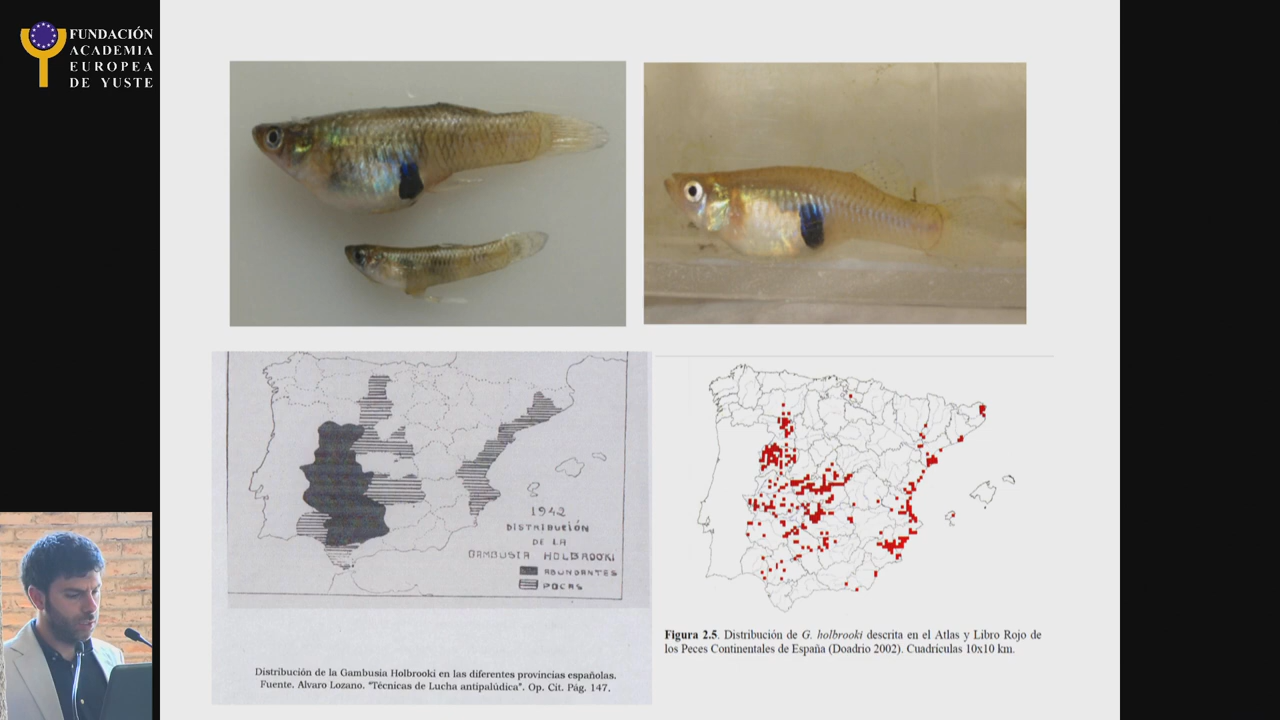 FUNDACIÓN
ACADEMIA
EUROPEA
DE YUSTE
1942
DISTRIBUCIÓN
DE LA
GAMBUSIA HOLBROOKI
ABUNDANTES
POCAS
Distribución de la Gambusia Holbrooki en las diferentes provincias españolas.
Fuente. Alvaro Lozano. "Técnicas de Lucha antipalúdica". Op. Cit. Pág. 147.
Figura 2.5. Distribución de G. holbrooki descrita en el Atlas y Libro Rojo de
los Peces Continentales de España (Doadrio 2002). Cuadrículas 10x10 km.